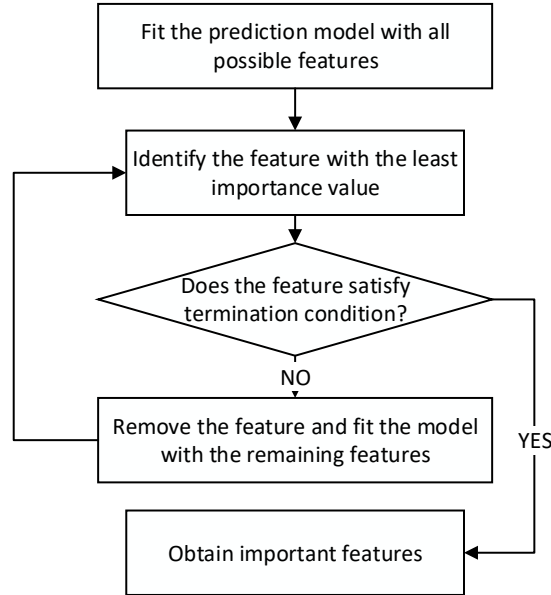 Fit the prediction model with all
possible features
Identify the feature with the least
importance value
Does the feature satisfy
termination condition?
NO
Remove the feature and fit the model
with the remaining features
YES
Obtain important features